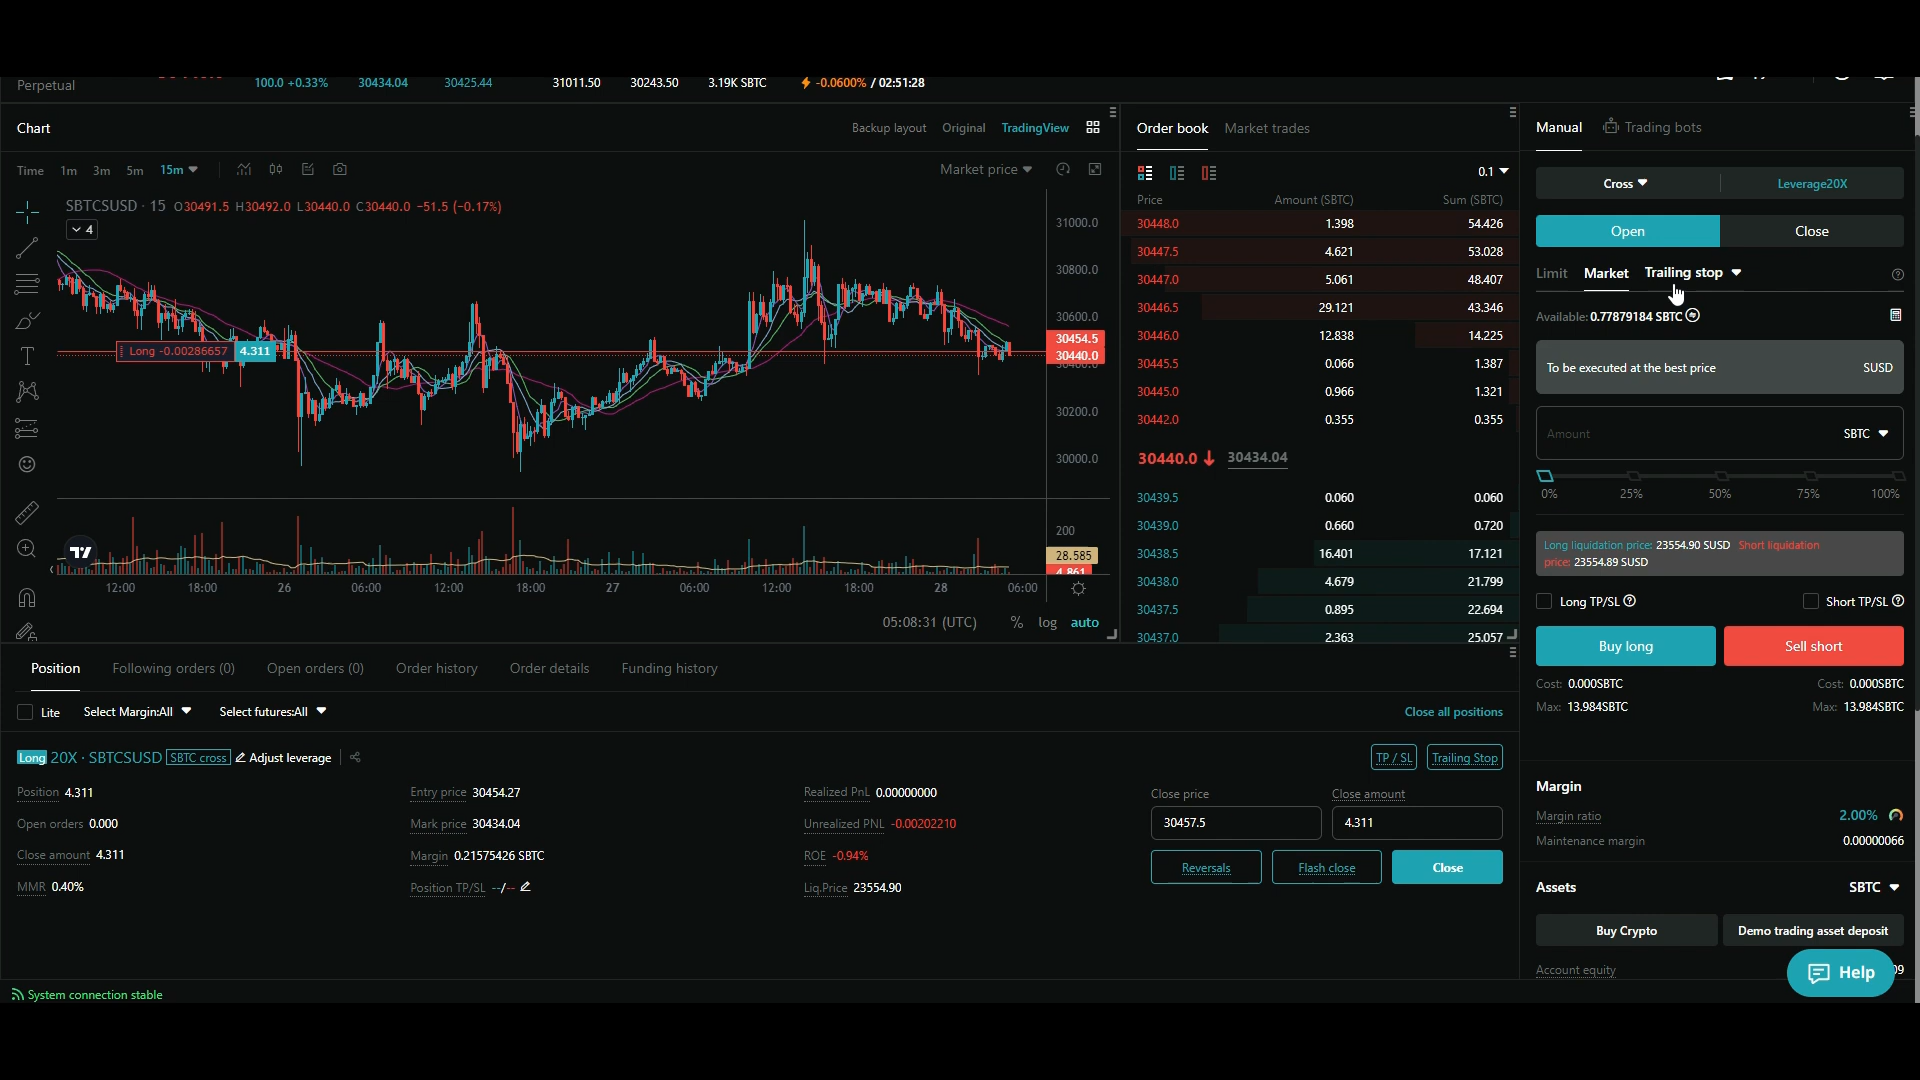 Perpetual 100.0 +0.33% 30434.04 30425.44 31011.50 30243.50 3.19K SBTC -0.0600% / 02:51:28
Chart Backup layout Original TradingView
Time 1m 3m 5m 15m Market price
SBTCSUSD · 15 O30491.5 H30492.0 L30440.0 C30440.0 -51.5 (-0.17%)
4
31000.0
30800.0
30600.0
30454.5
Long -0.00286657 4.311
30440.0
30400.0
30200.0
30000.0
200
28.585
4.861
12:00 18:00 26 06:00 12:00 18:00 27 06:00 12:00 18:00 28 06:00
05:08:31 (UTC) % log auto
Order book Market trades
0.1
Price Amount (SBTC) Sum (SBTC)
30448.0 1.398 54.426
30447.5 4.621 53.028
30447.0 5.061 48.407
30446.5 29.121 43.346
30446.0 12.838 14.225
30445.5 0.066 1.387
30445.0 0.966 1.321
30442.0 0.355 0.355
30440.0 30434.04
30439.5 0.060 0.060
30439.0 0.660 0.720
30438.5 16.401 17.121
30438.0 4.679 21.799
30437.5 0.895 22.694
30437.0 2.363 25.057
Manual Trading bots
Cross Leverage20X
Open Close
Limit Market Trailing stop
Available: 0.77879184 SBTC
To be executed at the best price SUSD
Amount SBTC
0% 25% 50% 75% 100%
Long liquidation price: 23554.90 SUSD Short liquidation
price: 23554.89 SUSD
Long TP/SL Short TP/SL
Buy long Sell short
Cost: 0.000SBTC Cost: 0.000SBTC
Max: 13.984SBTC Max: 13.984SBTC
Margin
Margin ratio 2.00%
Maintenance margin 0.00000066
Assets SBTC
Buy Crypto Demo trading asset deposit
Account equity 09
Help
Position Following orders (0) Open orders (0) Order history Order details Funding history
Lite Select Margin:All Select futures:All Close all positions
Long 20X · SBTCSUSD SBTC cross Adjust leverage TP / SL Trailing Stop
Position 4.311 Entry price 30454.27 Realized PnL 0.00000000 Close price Close amount
Open orders 0.000 Mark price 30434.04 Unrealized PNL -0.00202210 30457.5 4.311
Close amount 4.311 Margin 0.21575426 SBTC ROE -0.94% Reversals Flash close Close
MMR 0.40% Position TP/SL --/-- Liq.Price 23554.90
System connection stable